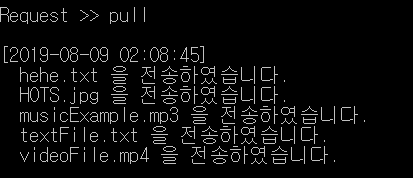 Request >> pull
[2019-08-09 02:08:45]
hehe.txt 을 전송하였습니다.
HOTS.jpg 을 전송하였습니다.
musicExample.mp3 을 전송하였습니다.
textFile.txt 을 전송하였습니다.
videoFile.mp4 을 전송하였습니다.